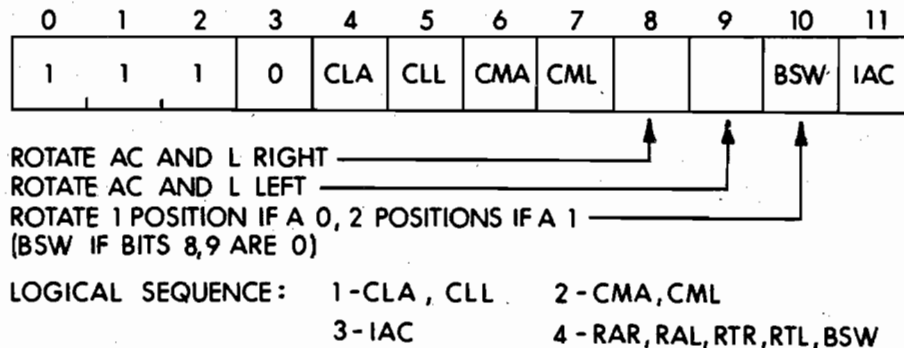 0 1 2 3 4 5 6 7 8 9 10 11
1 1 1 0 CLA CLL CMA CML BSW IAC
ROTATE AC AND L RIGHT
ROTATE AC AND L LEFT
ROTATE 1 POSITION IF A 0, 2 POSITIONS IF A 1
(BSW IF BITS 8,9 ARE 0)
LOGICAL SEQUENCE: 1-CLA, CLL 2-CMA, CML
3-IAC 4-RAR, RAL, RTR, RTL, BSW